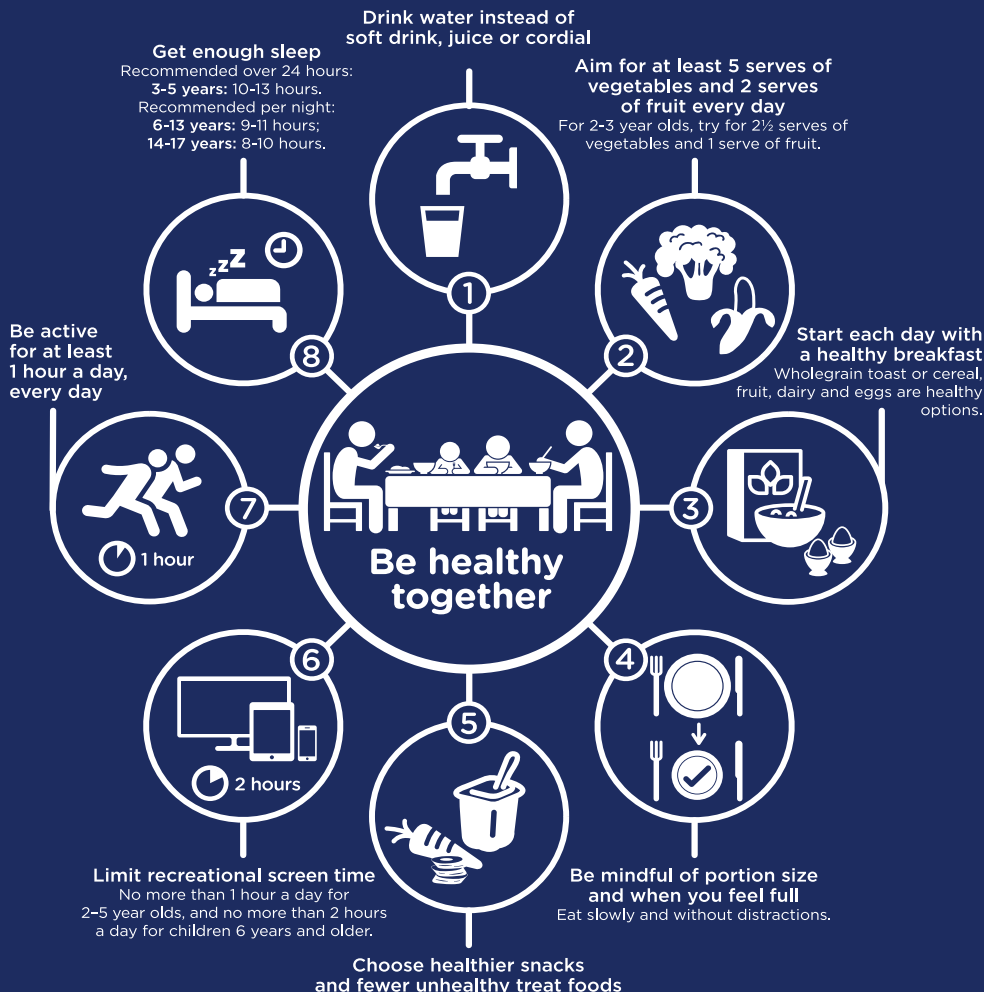 Drink water instead of
soft drink, juice or cordial
1
Aim for at least 5 serves of
vegetables and 2 serves
of fruit every day
For 2-3 year olds, try for 2½ serves of
vegetables and 1 serve of fruit.
2
Start each day with
a healthy breakfast
Wholegrain toast or cereal,
fruit, dairy and eggs are healthy
options.
3
Be mindful of portion size
and when you feel full
Eat slowly and without distractions.
4
Choose healthier snacks
and fewer unhealthy treat foods
5
Limit recreational screen time
No more than 1 hour a day for
2–5 year olds, and no more than 2 hours
a day for children 6 years and older.
6
2 hours
Be active
for at least
1 hour a day,
every day
7
1 hour
Get enough sleep
Recommended over 24 hours:
3-5 years: 10-13 hours.
Recommended per night:
6-13 years: 9-11 hours;
14-17 years: 8-10 hours.
8
zzZ
Be healthy
together